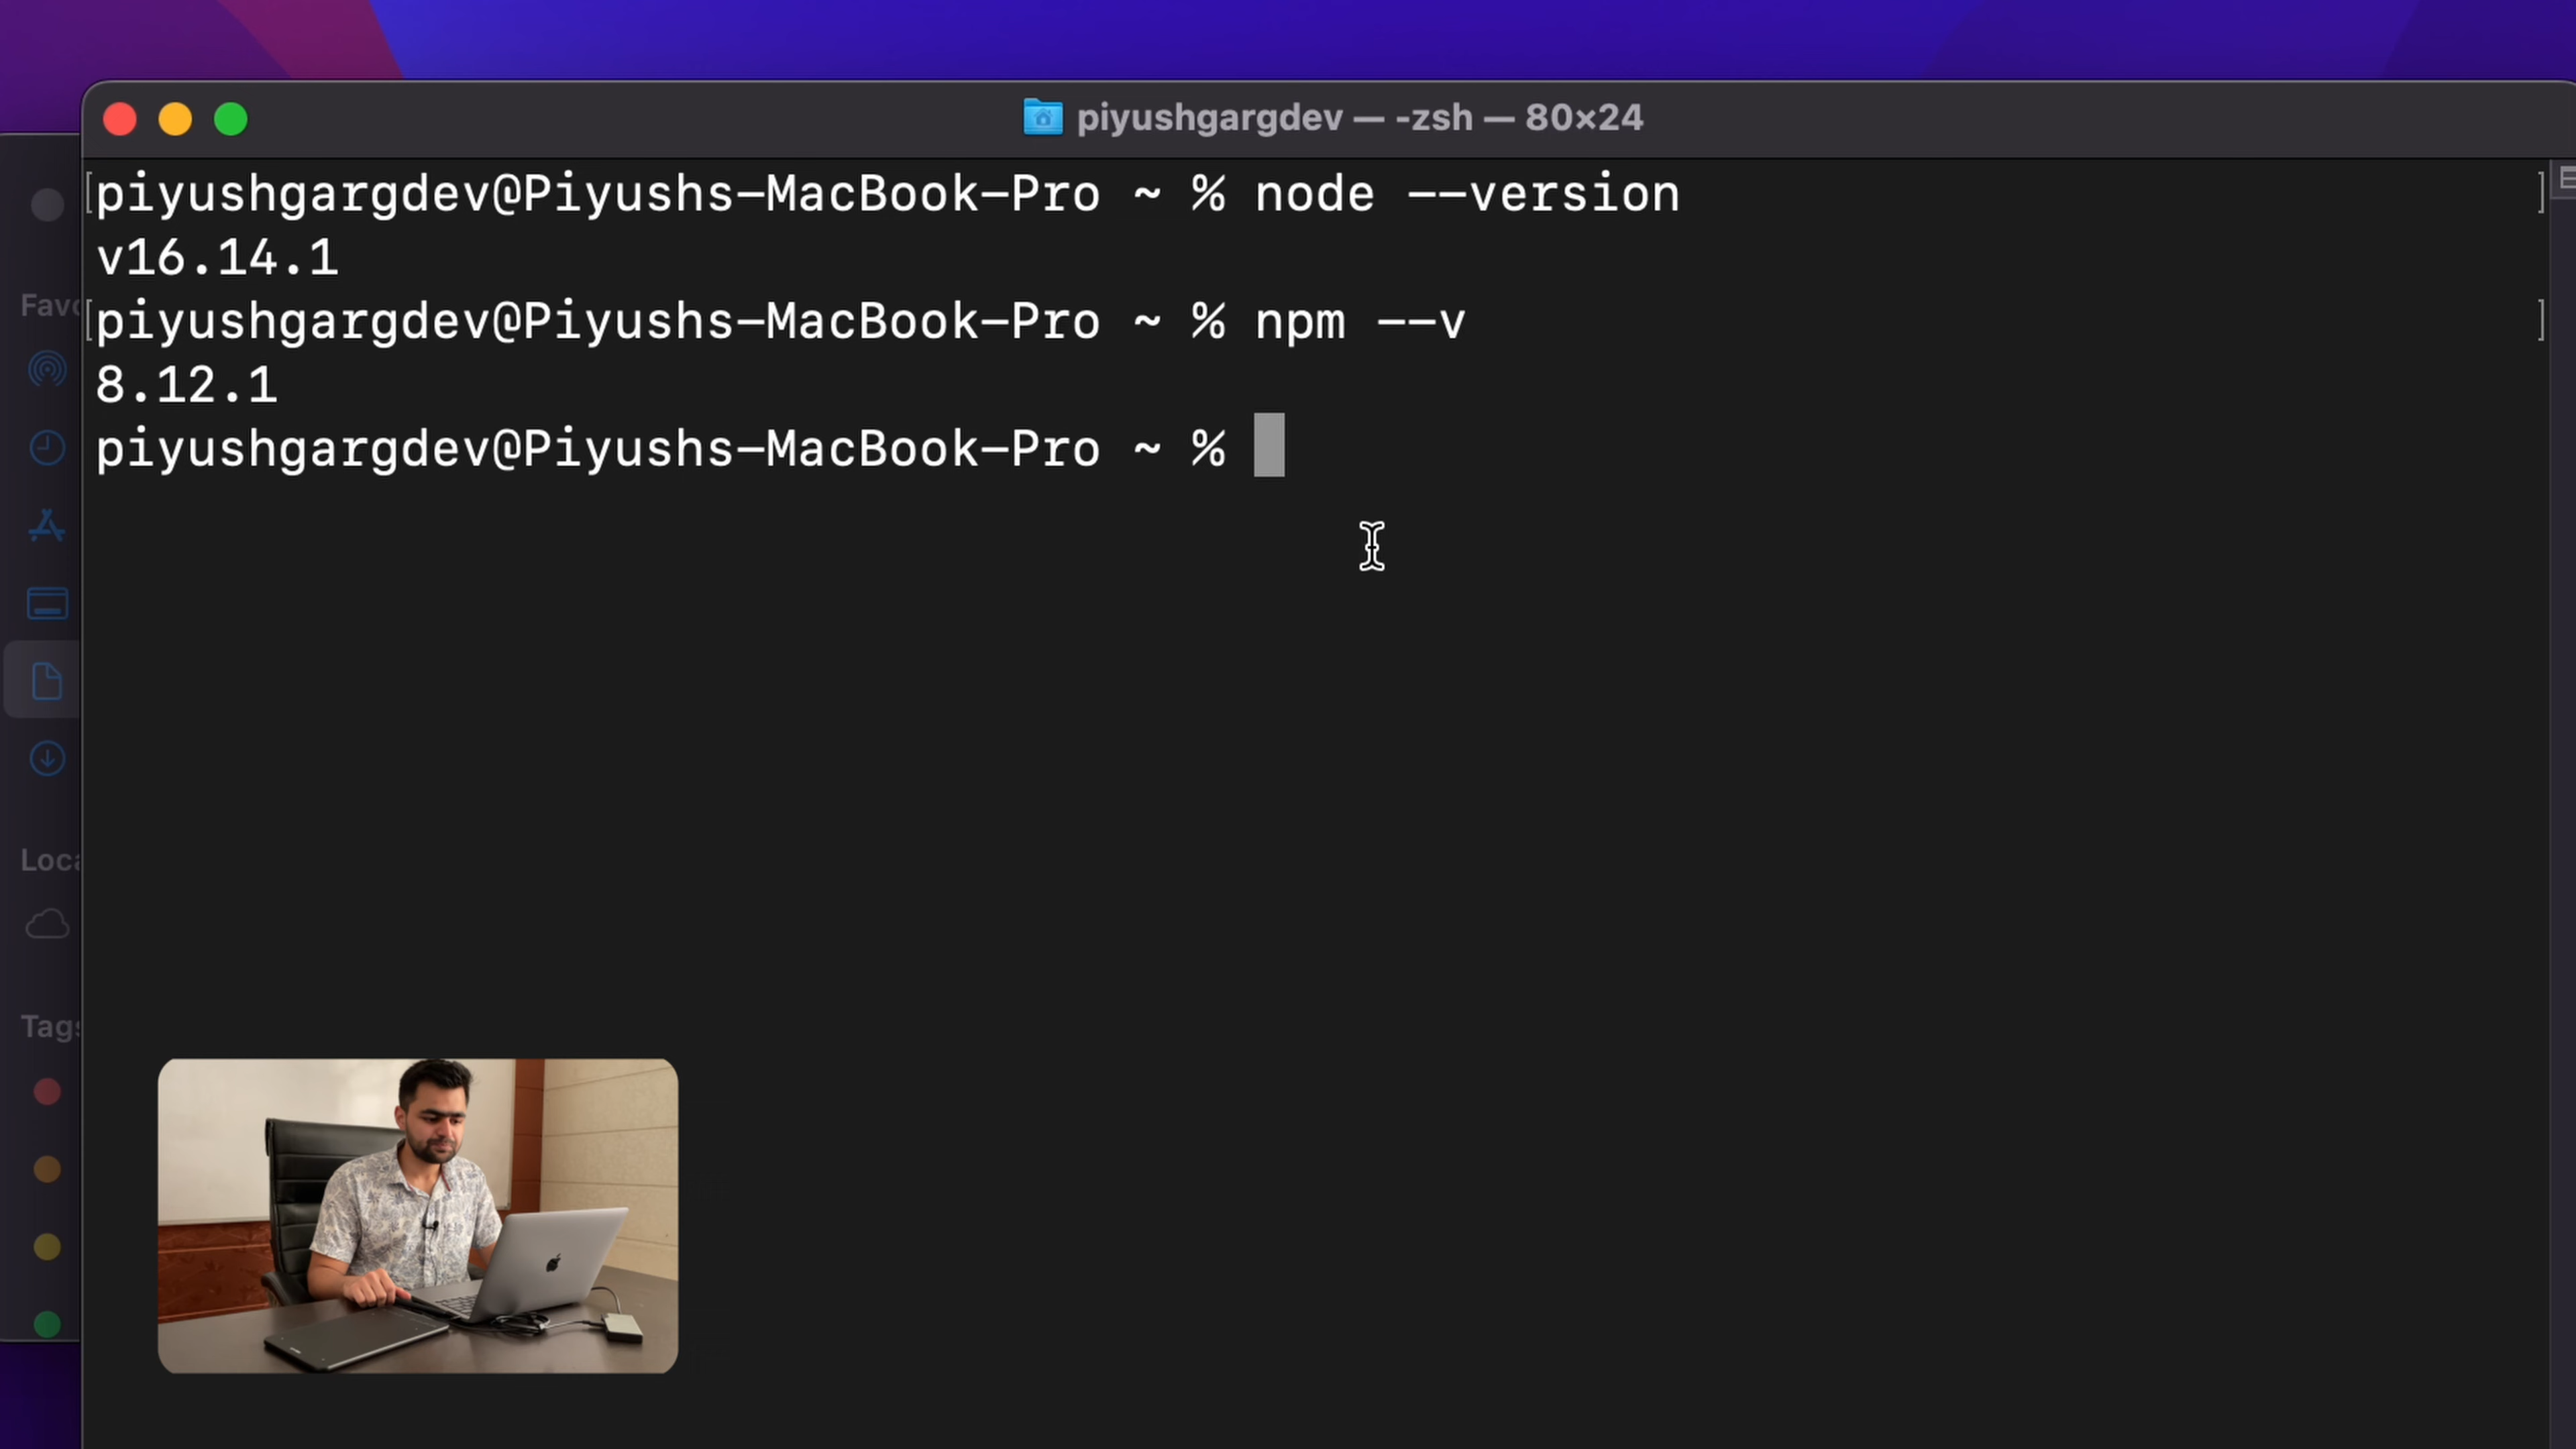 piyushgargdev — -zsh — 80×24
piyushgargdev@Piyushs-MacBook-Pro ~ % node --version
v16.14.1
piyushgargdev@Piyushs-MacBook-Pro ~ % npm --v
8.12.1
piyushgargdev@Piyushs-MacBook-Pro ~ %